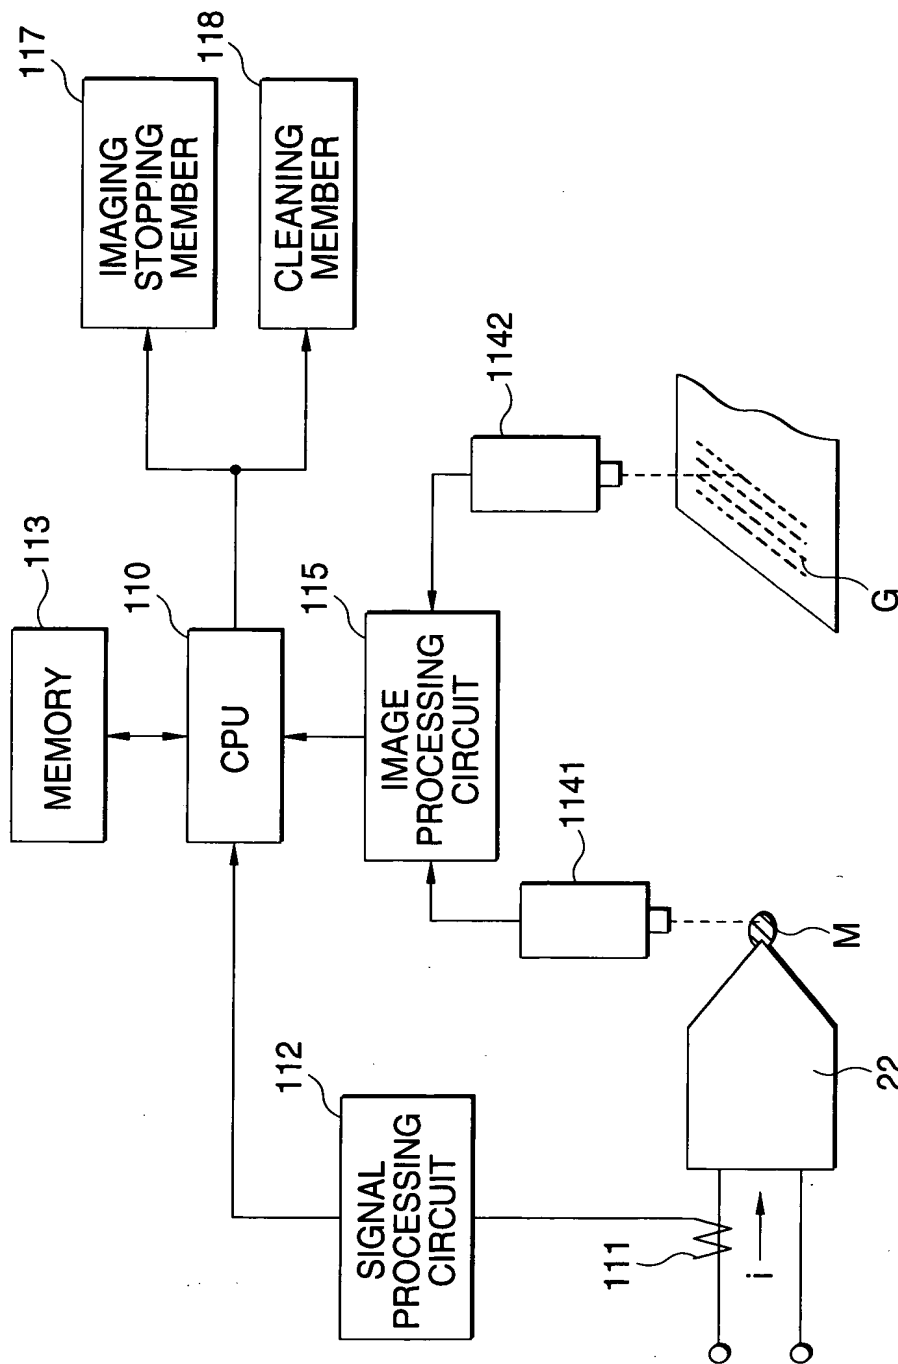 117
IMAGING
STOPPING
MEMBER
118
CLEANING
MEMBER
113
MEMORY
110
CPU
115
IMAGE
PROCESSING
CIRCUIT
1142
G
1141
M
112
SIGNAL
PROCESSING
CIRCUIT
111
i
22